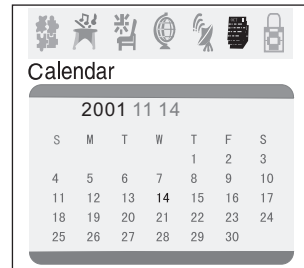 Calendar
2001 11 14
S M T W T F S
1 2 3
4 5 6 7 8 9 10
11 12 13 14 15 16 17
18 19 20 21 22 23 24
25 26 27 28 29 30